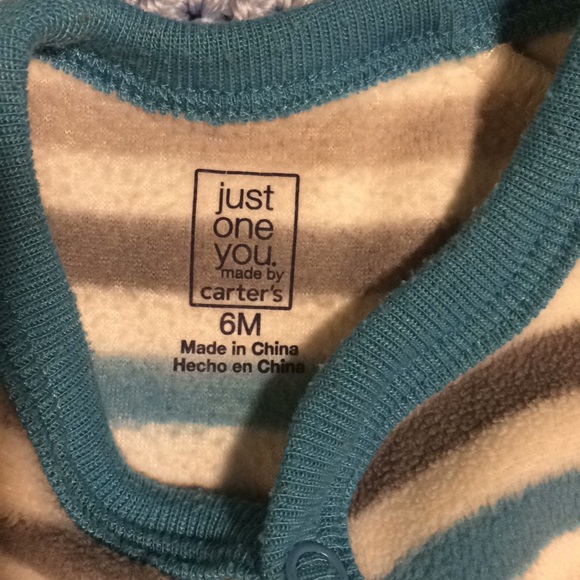 just
one
you.
made by
carter's
6M
Made in China
Hecho en China